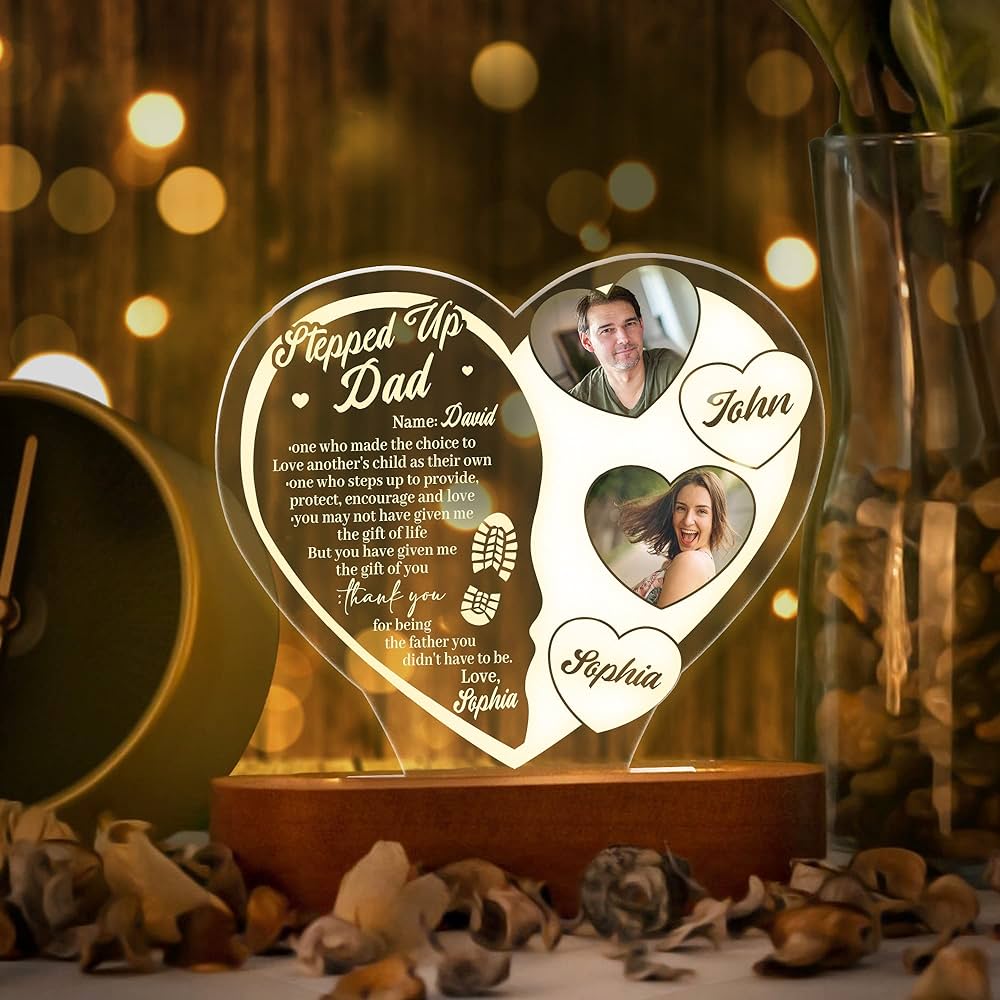 Stepped Up
Dad
Name: David
•one who made the choice to
Love another's child as their own
•one who steps up to provide,
protect, encourage and love
•you may not have given me
the gift of life
But you have given me
the gift of you
thank you
for being
the father you
didn't have to be.
Love,
Sophia
John
Sophia